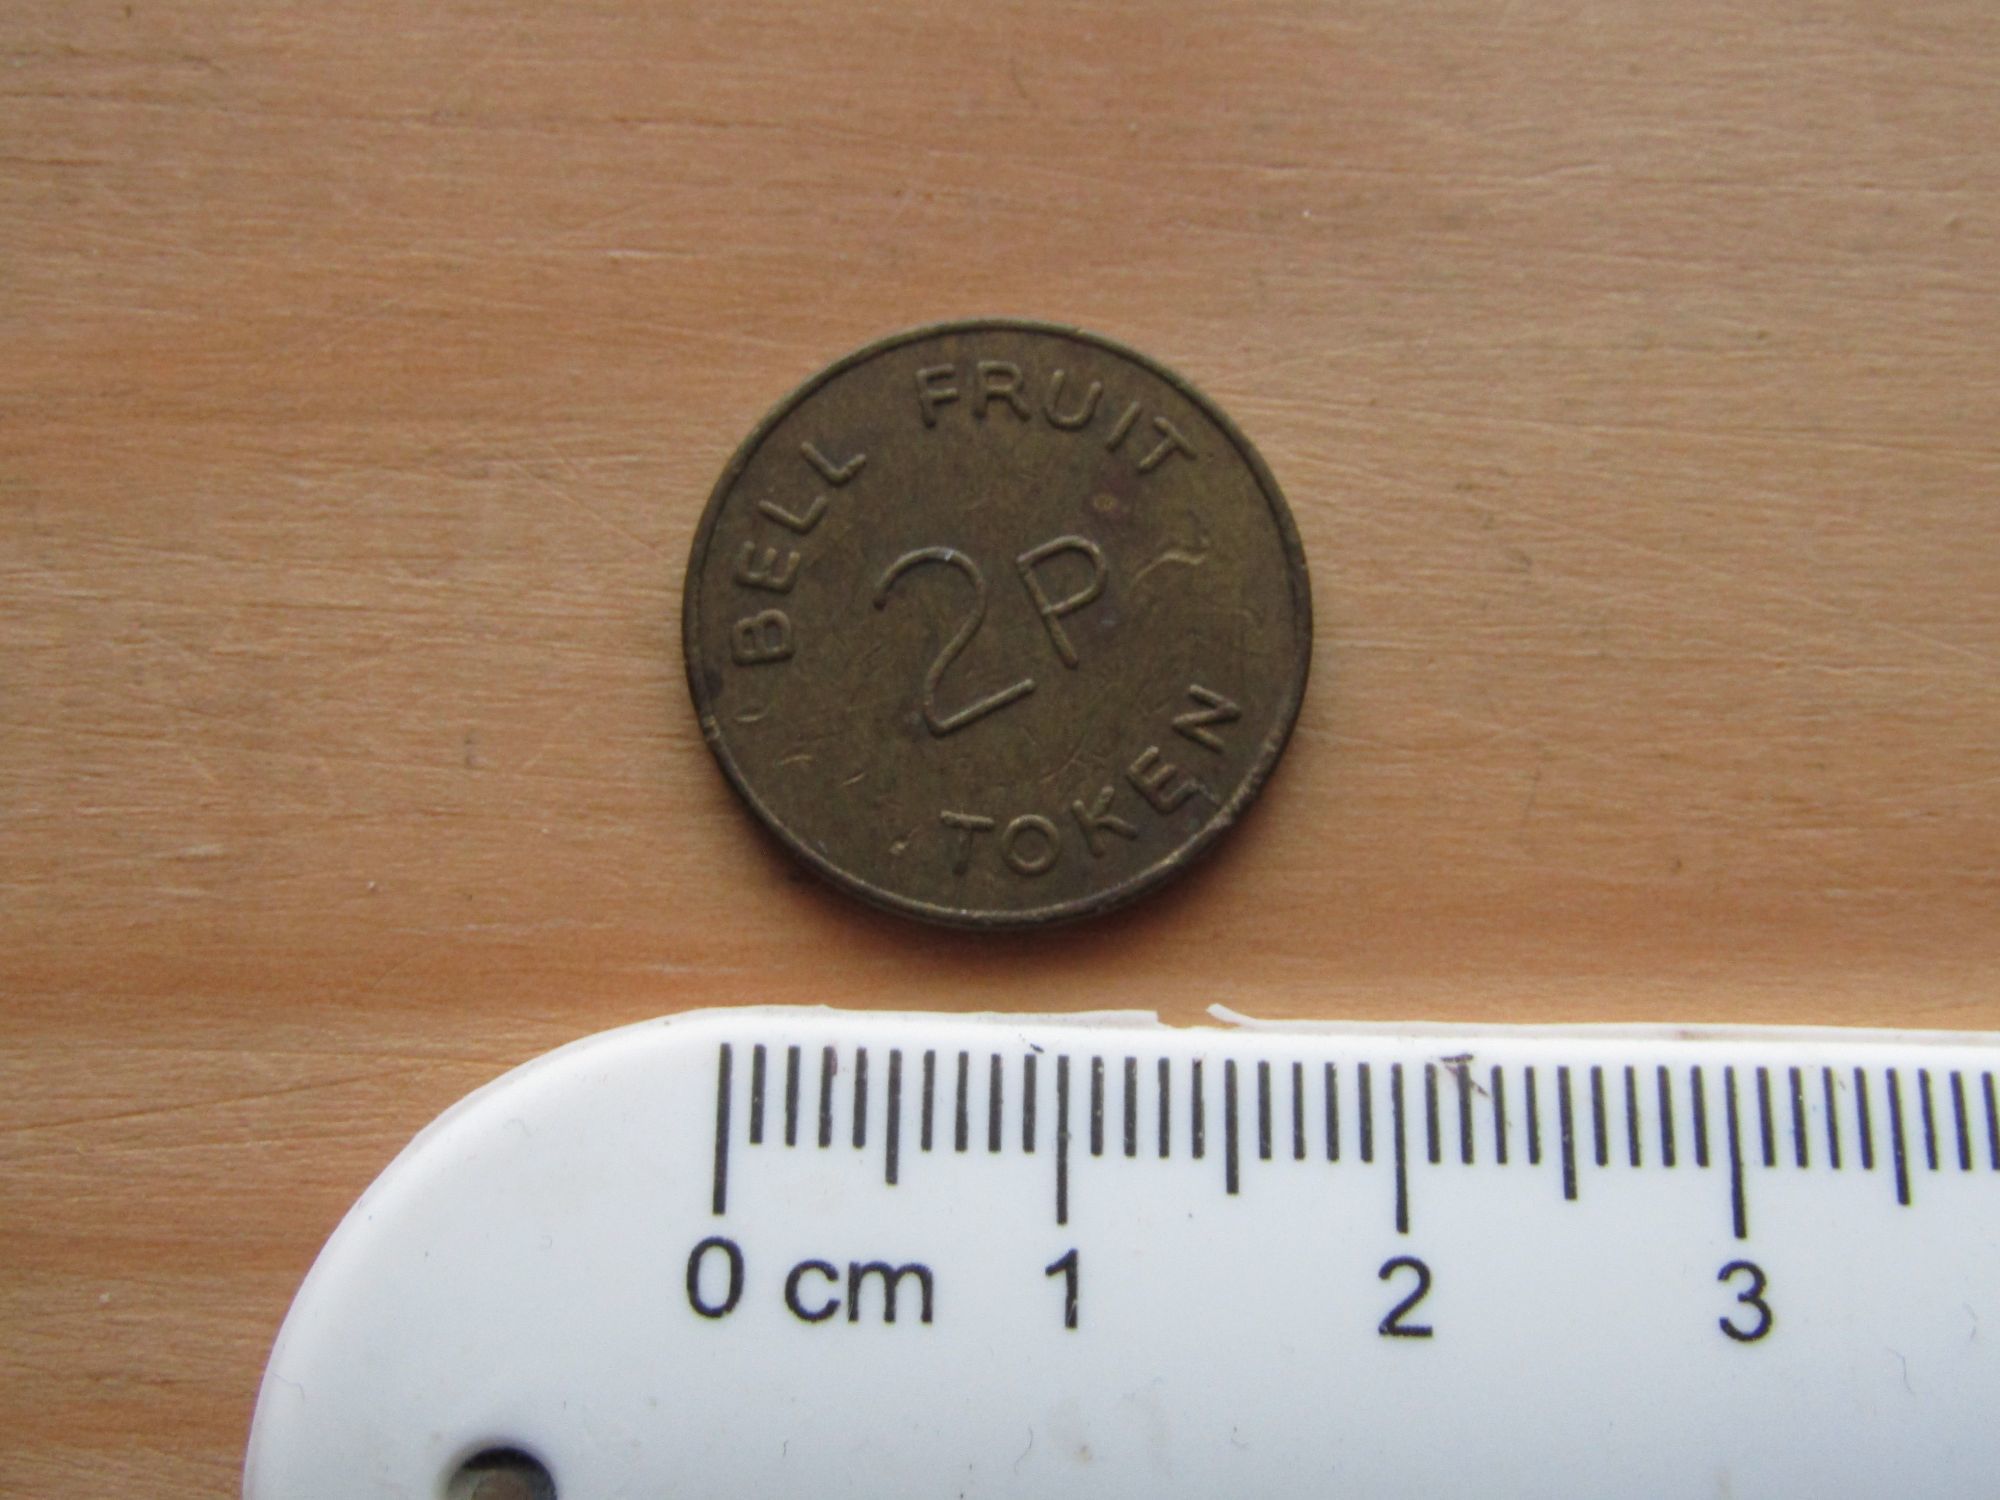 BELL FRUIT
2P
TOKEN
0 cm 1 2 3